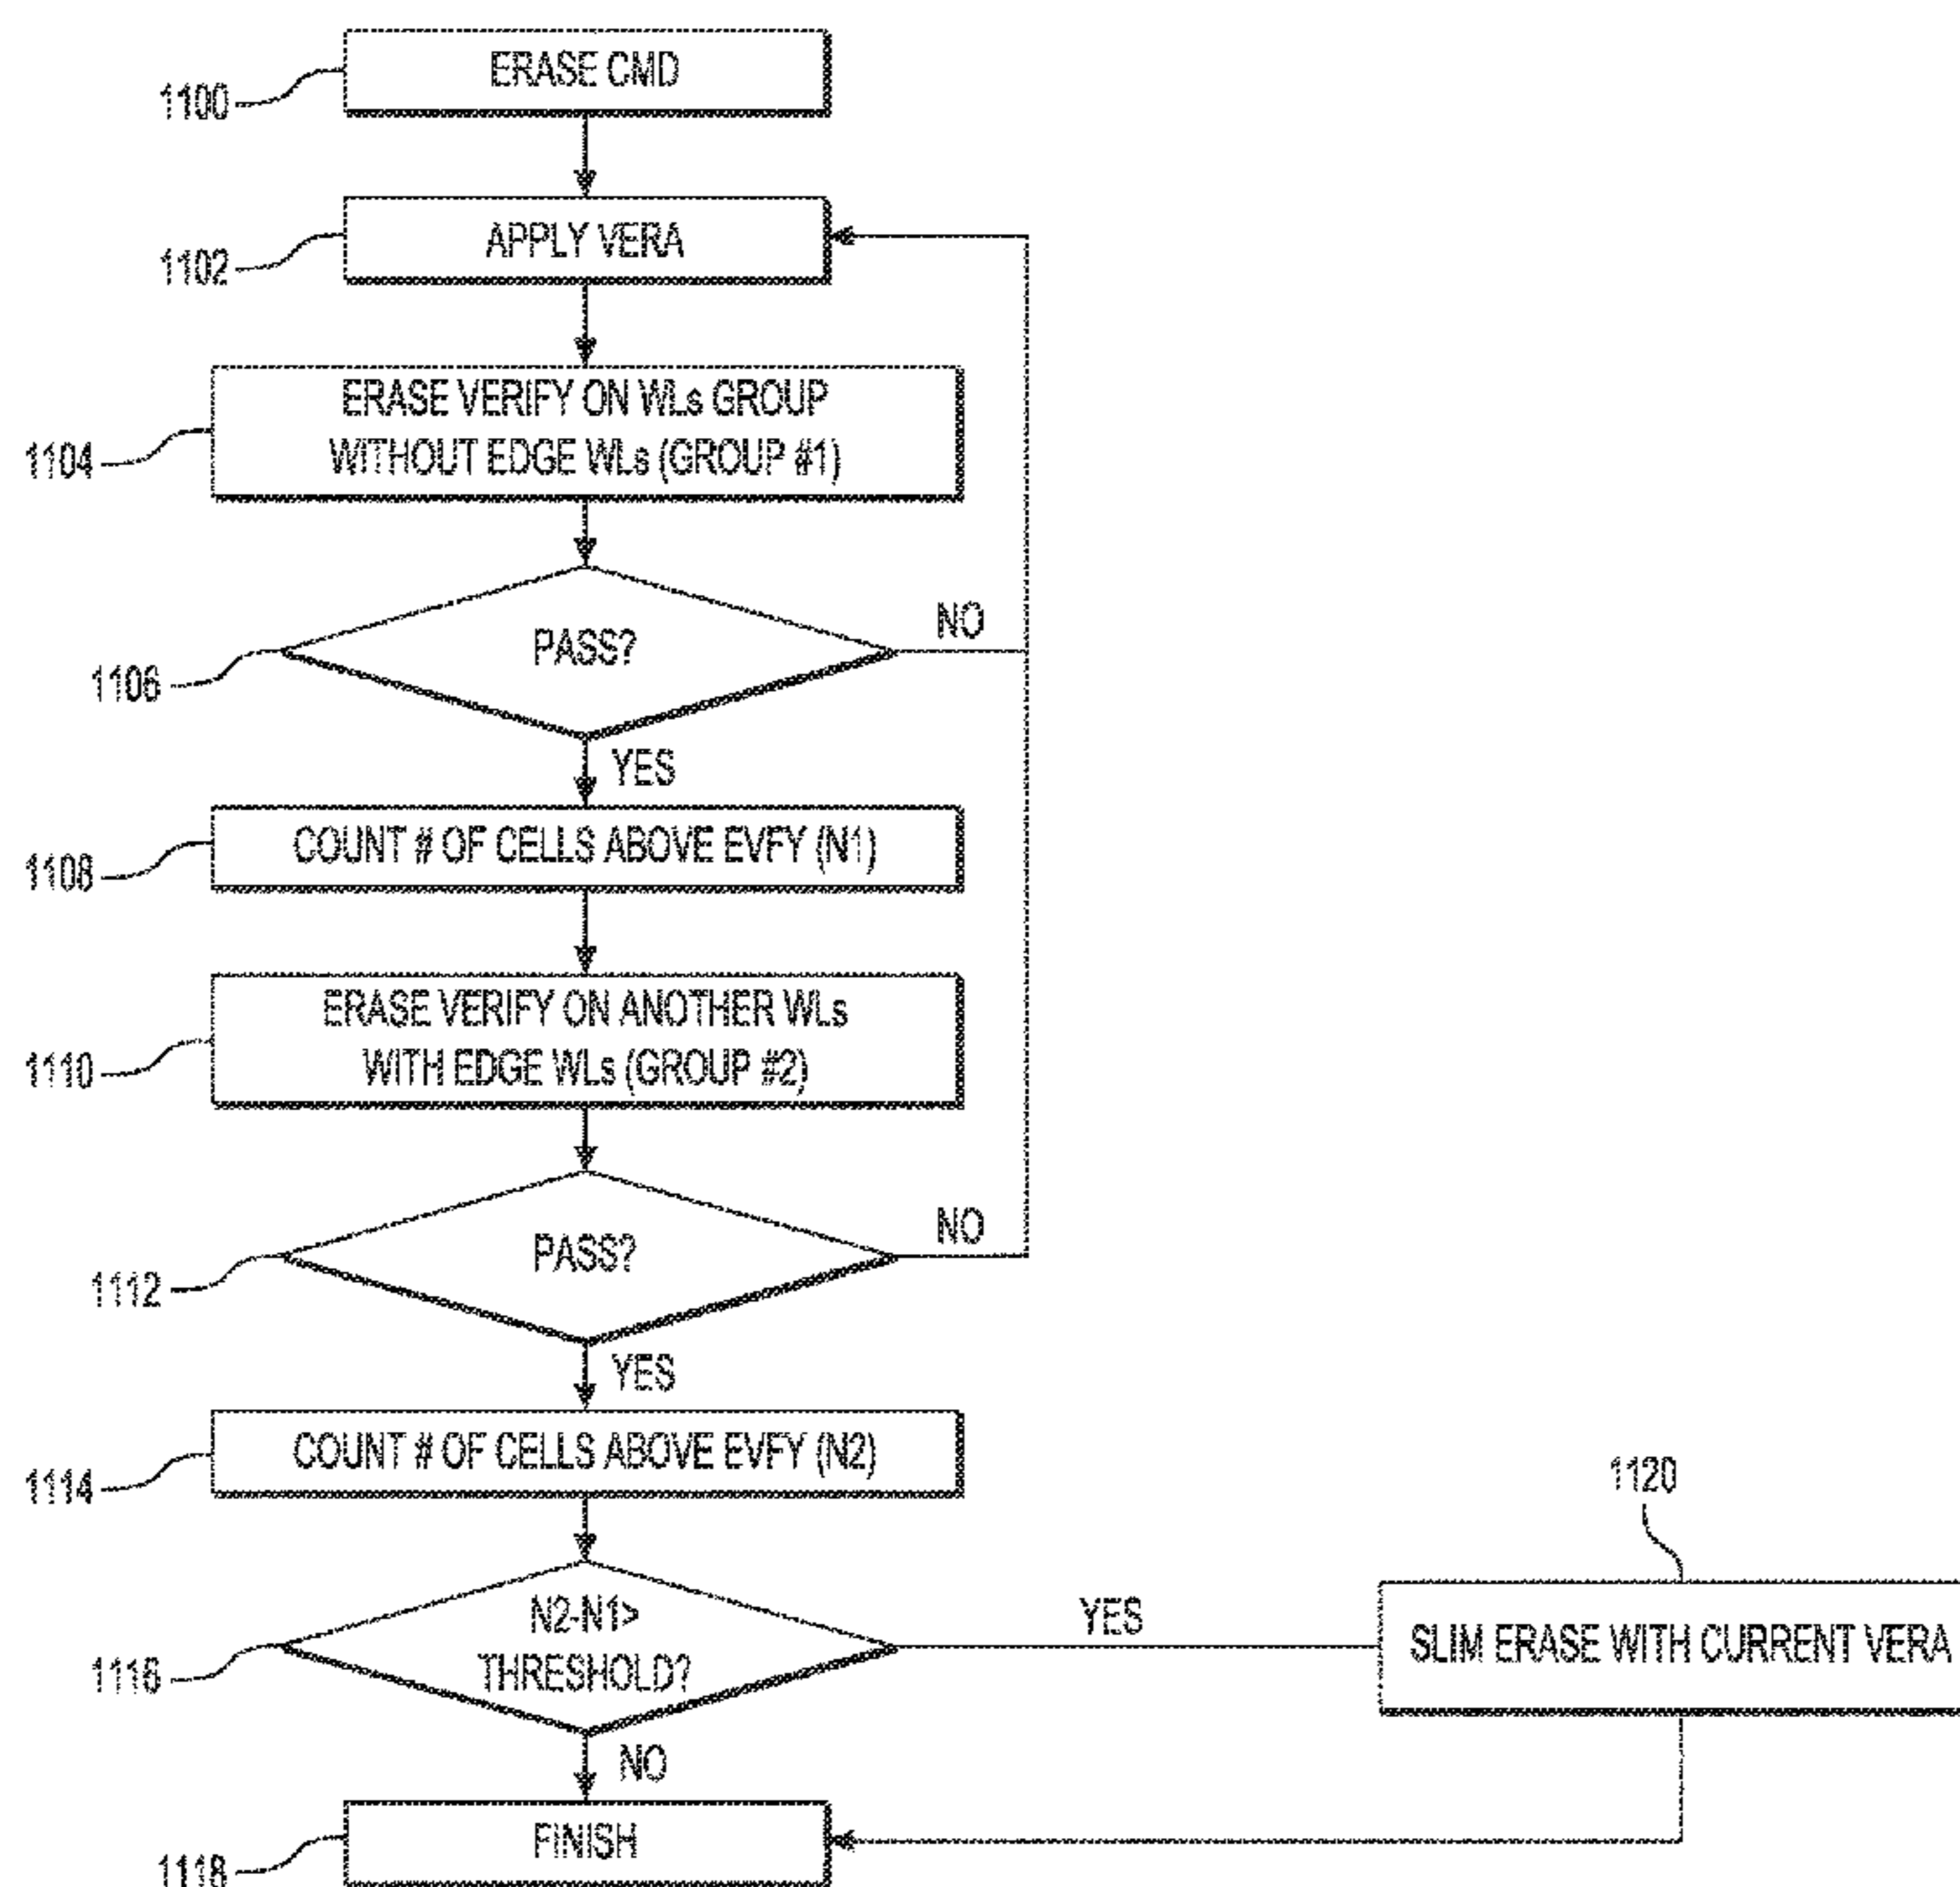 ERASE CMD
1100
APPLY VERA
1102
ERASE VERIFY ON WLs GROUP
WITHOUT EDGE WLs (GROUP #1)
1104
PASS?
NO
1106
YES
COUNT # OF CELLS ABOVE EVFY (N1)
1108
ERASE VERIFY ON ANOTHER WLs
WITH EDGE WLs (GROUP #2)
1110
PASS?
NO
1112
YES
COUNT # OF CELLS ABOVE EVFY (N2)
1114
1120
N2-N1>
THRESHOLD?
YES
SLIM ERASE WITH CURRENT VERA
1116
NO
FINISH
1118